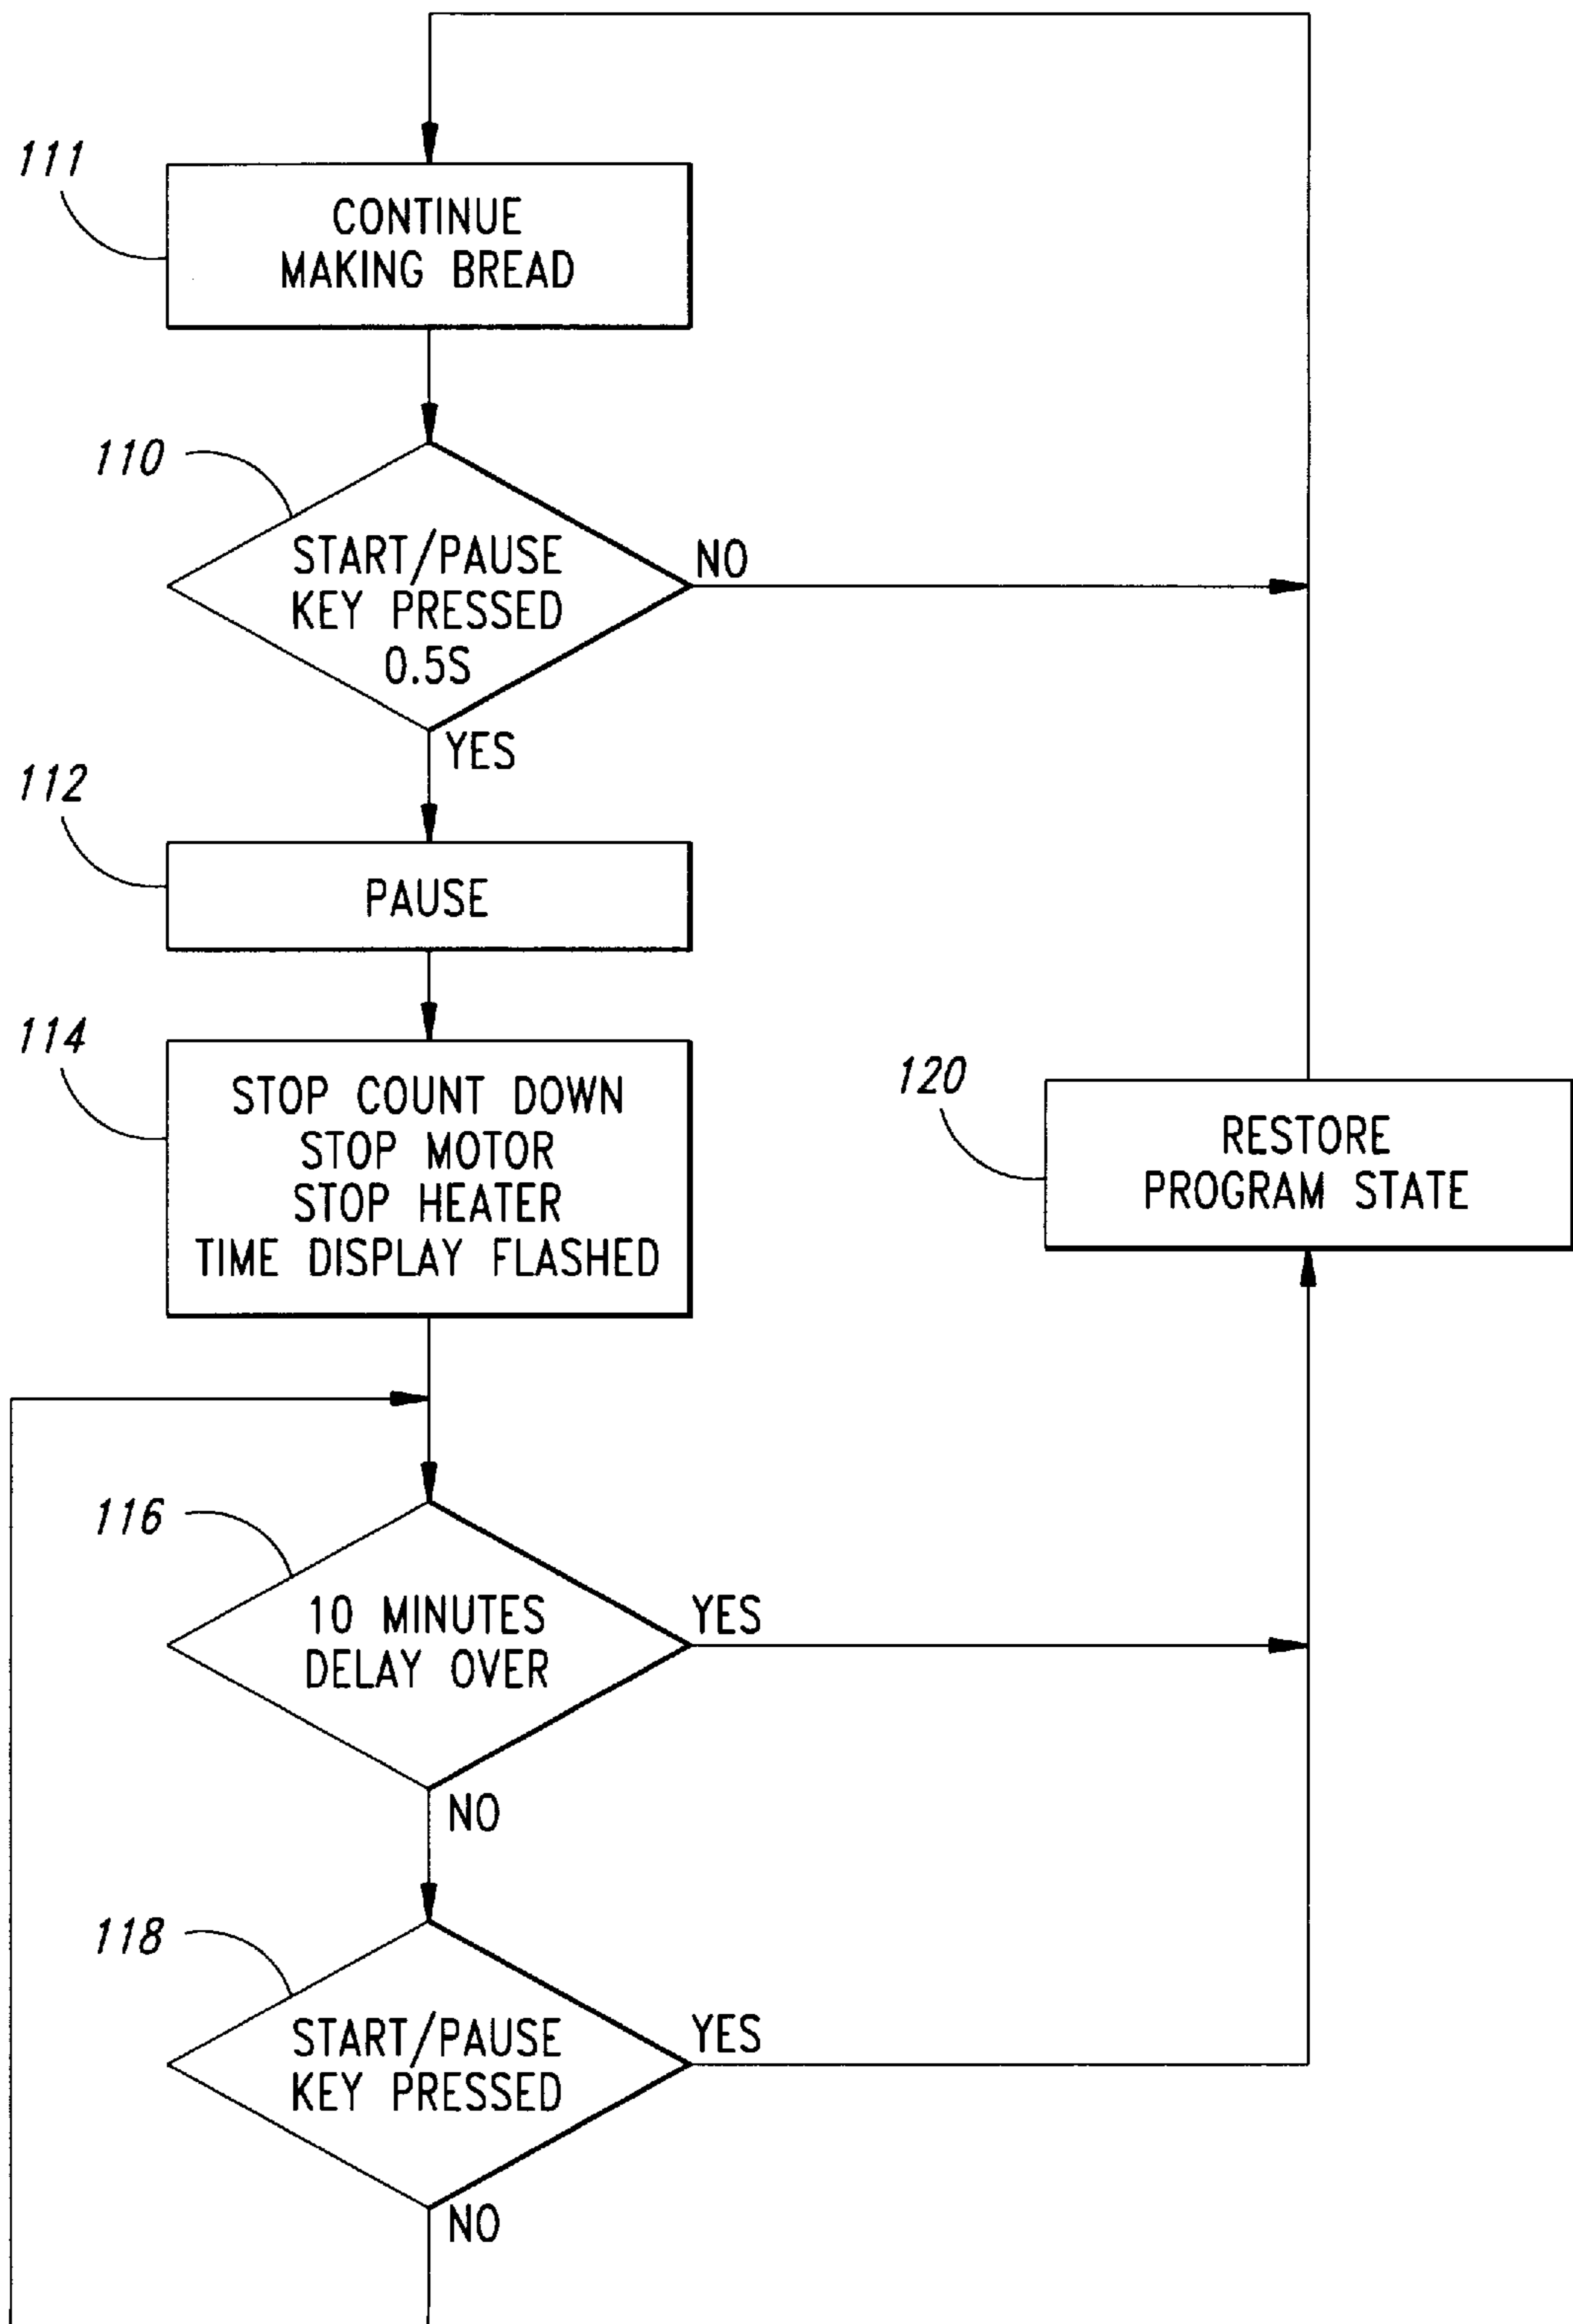 111
CONTINUE
MAKING BREAD
110
START/PAUSE
KEY PRESSED
0.5S
NO
YES
112
PAUSE
114
STOP COUNT DOWN
STOP MOTOR
STOP HEATER
TIME DISPLAY FLASHED
120
RESTORE
PROGRAM STATE
116
10 MINUTES
DELAY OVER
YES
NO
118
START/PAUSE
KEY PRESSED
YES
NO